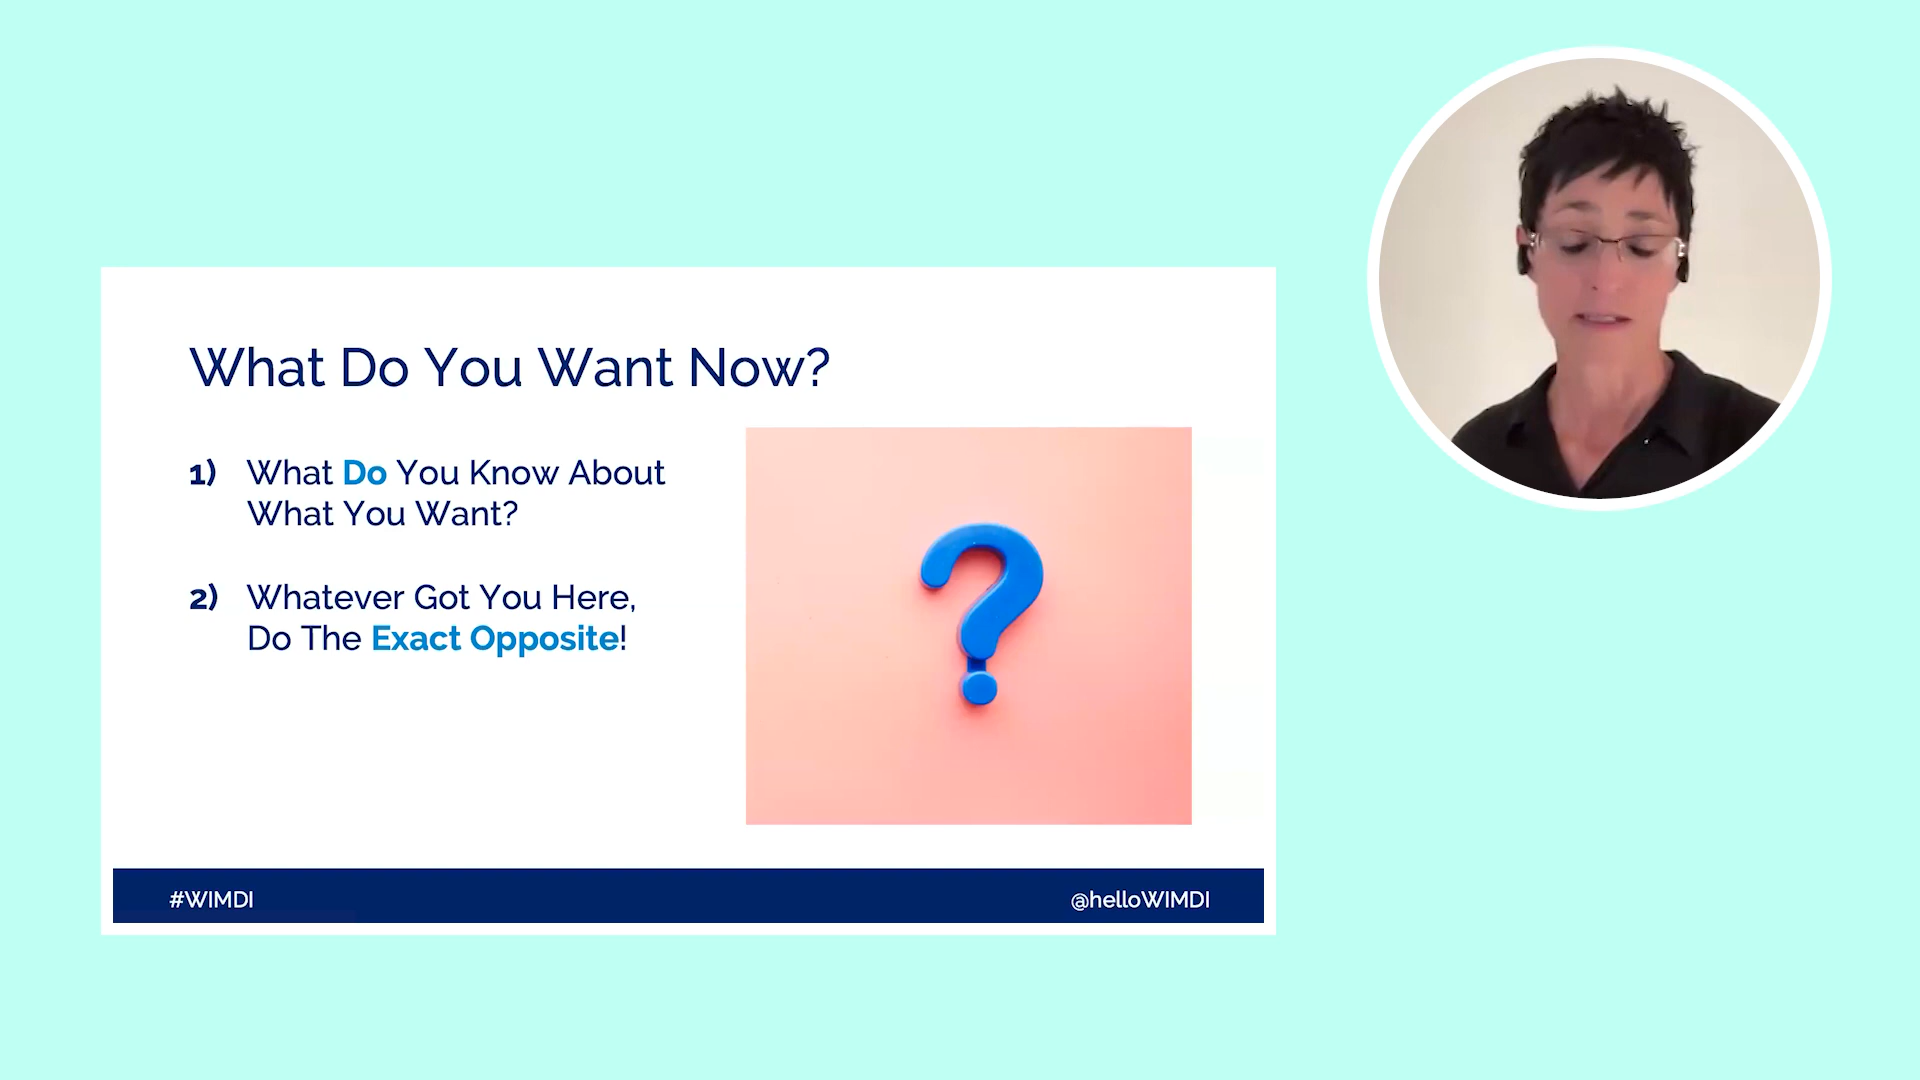 What Do You Want Now?
1) What Do You Know About
What You Want?
2) Whatever Got You Here,
Do The Exact Opposite!
#WIMDI
@helloWIMDI